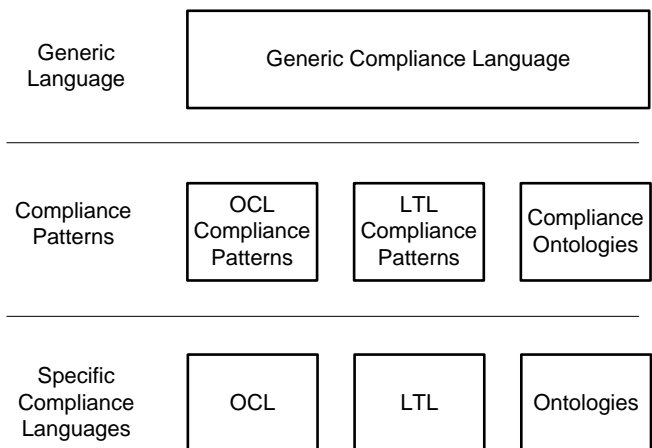 Generic
Language
Generic Compliance Language
Compliance
Patterns
OCL
Compliance
Patterns
LTL
Compliance
Patterns
Compliance
Ontologies
Specific
Compliance
Languages
OCL
LTL
Ontologies